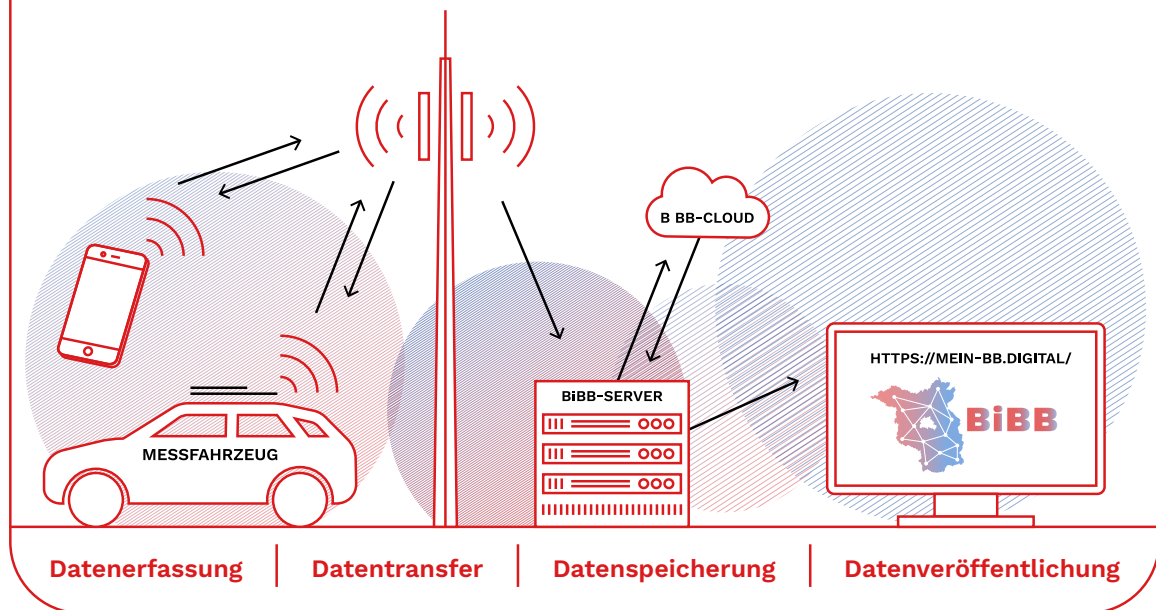 B BB-CLOUD
HTTPS://MEIN-BB.DIGITAL/
BiBB-SERVER
BiBB
MESSFAHRZEUG
Datenerfassung | Datentransfer | Datenspeicherung | Datenveröffentlichung